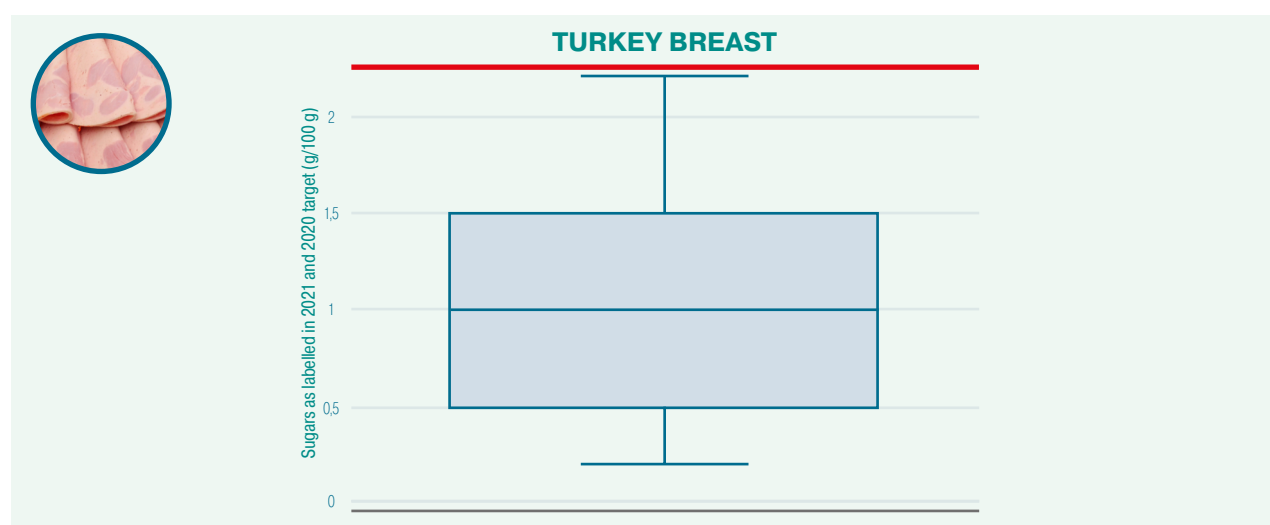 TURKEY BREAST
Sugars as labelled in 2021 and 2020 target (g/100 g)
2
1,5
1
0,5
0